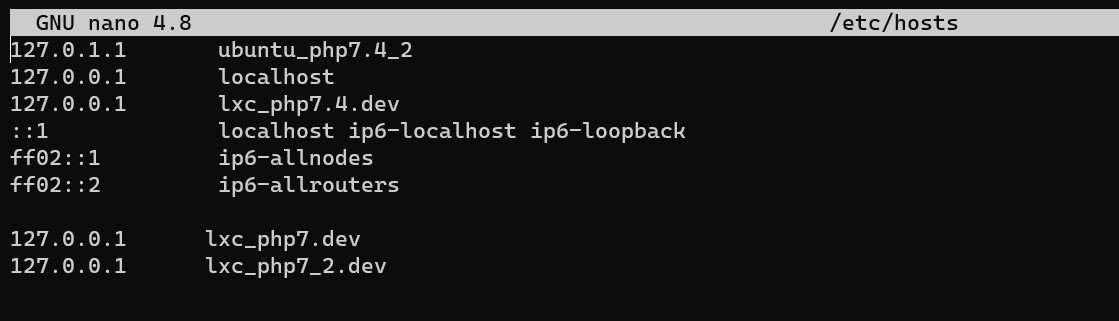 GNU nano 4.8 /etc/hosts
127.0.1.1 ubuntu_php7.4_2
127.0.0.1 localhost
127.0.0.1 lxc_php7.4.dev
::1 localhost ip6-localhost ip6-loopback
ff02::1 ip6-allnodes
ff02::2 ip6-allrouters
127.0.0.1 lxc_php7.dev
127.0.0.1 lxc_php7_2.dev